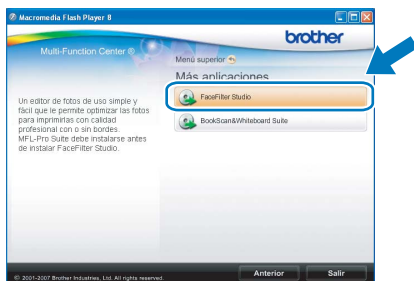 Macromedia Flash Player 8
brother
Multi-Function Center ®
Menú superior
Más aplicaciones
FaceFilter Studio
BookScan&Whiteboard Suite
Un editor de fotos de uso simple y
fácil que le permite optimizar las fotos
para imprimirlas con calidad
profesional con o sin bordes.
MFL-Pro Suite debe instalarse antes
de instalar FaceFilter Studio.
© 2001-2007 Brother Industries, Ltd. All rights reserved.
Anterior
Salir